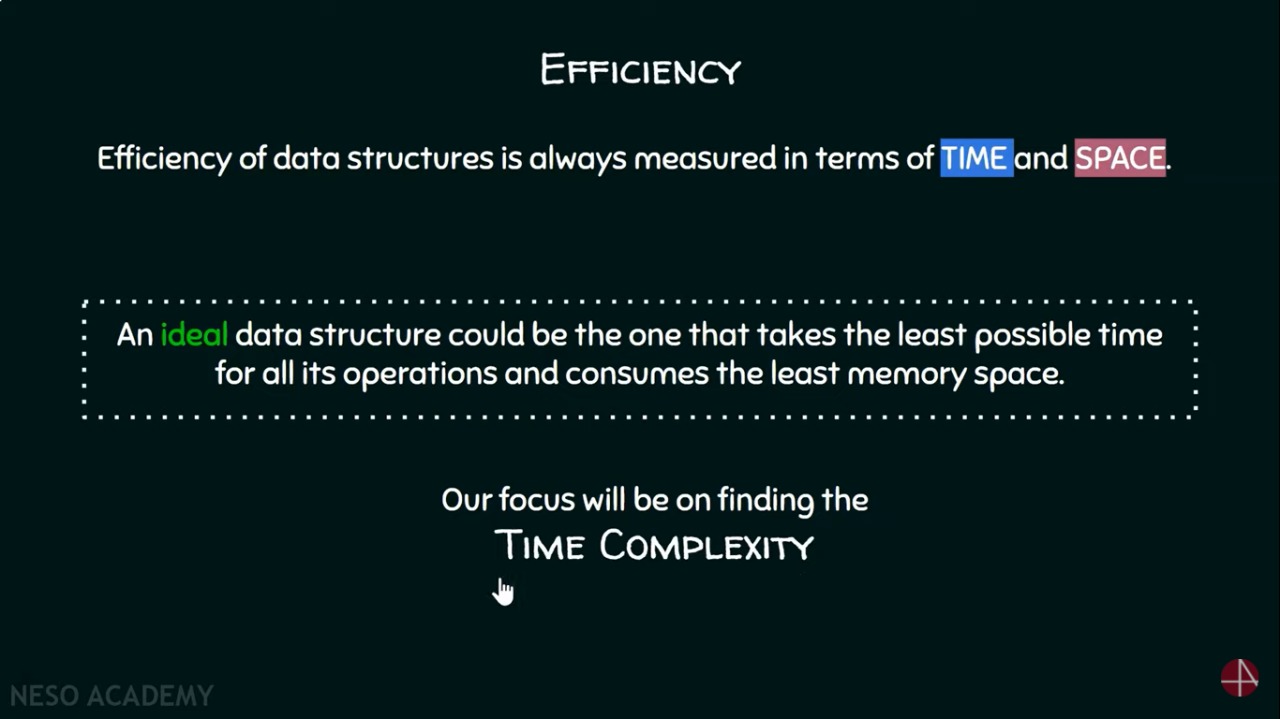 EFFICIENCY
Efficiency of data structures is always measured in terms of TIME and SPACE.
An ideal data structure could be the one that takes the least possible time
for all its operations and consumes the least memory space.
Our focus will be on finding the
TIME COMPLEXITY
NESO ACADEMY